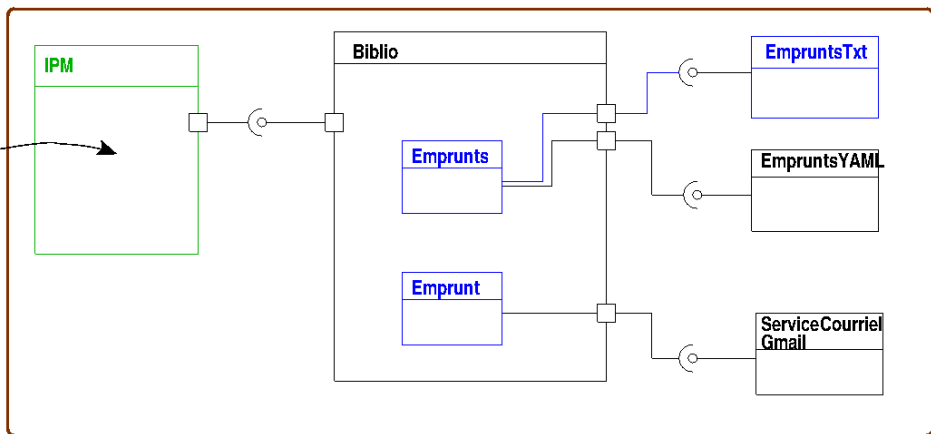 IPM
Biblio
EmpruntsTxt
Emprunts
EmpruntsYAML
Emprunt
ServiceCourriel
Gmail